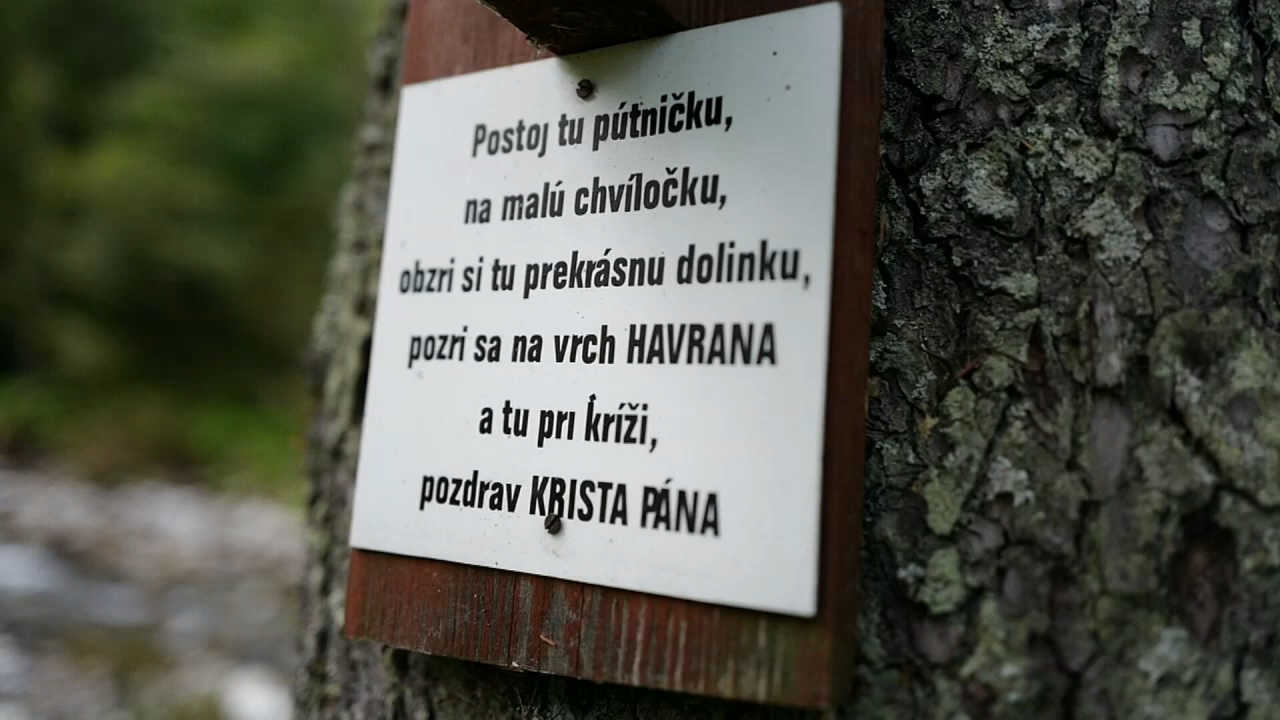 Postoj tu pútničku,
na malú chvíľočku,
obzri si tu prekrásnu dolinku,
pozri sa na vrch HAVRANA
a tu pri kríži,
pozdrav KRISTA PÁNA